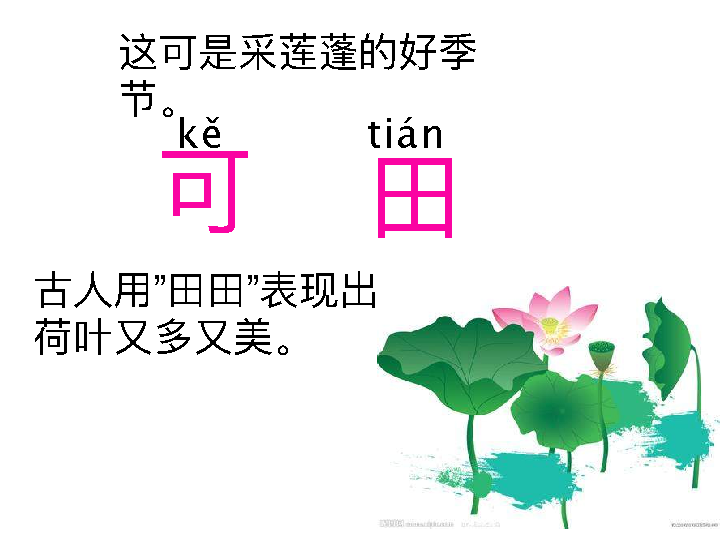 这可是采莲蓬的好季
节。
kě tián
可 田
古人用”田田”表现出
荷叶又多又美。